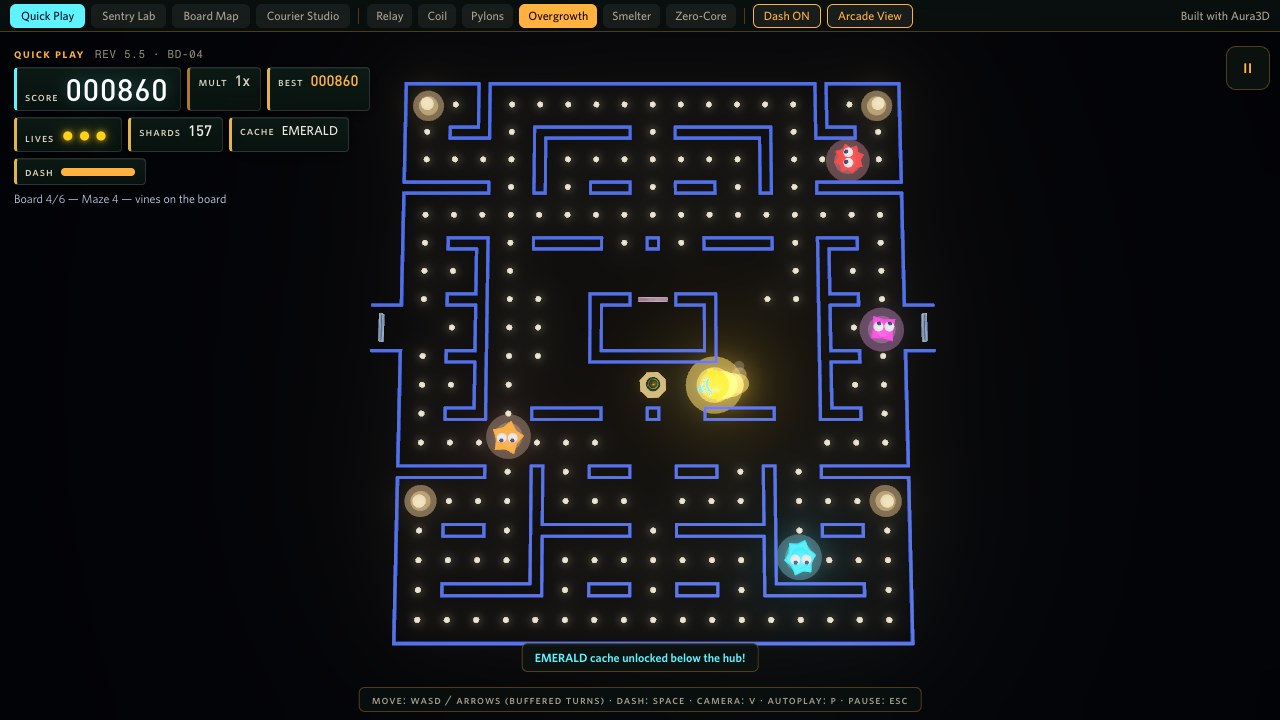 Quick Play Sentry Lab Board Map Courier Studio Relay Coil Pylons Overgrowth Smelter Zero-Core Dash ON Arcade View Built with Aura3D
QUICK PLAY REV 5.5 · BD-04
SCORE 000860 MULT 1x BEST 000860
LIVES SHARDS 157 CACHE EMERALD
DASH
Board 4/6 — Maze 4 — vines on the board
EMERALD cache unlocked below the hub!
MOVE: WASD / ARROWS (BUFFERED TURNS) · DASH: SPACE · CAMERA: V · AUTOPLAY: P · PAUSE: ESC